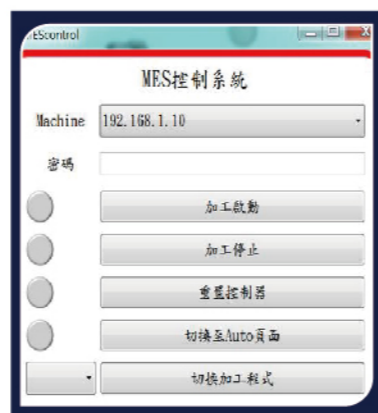 MEScontrol
MES控制系統
Machine 192.168.1.10
密碼
加工啟動
加工停止
重置控制器
切換至Auto頁面
切換加工程式